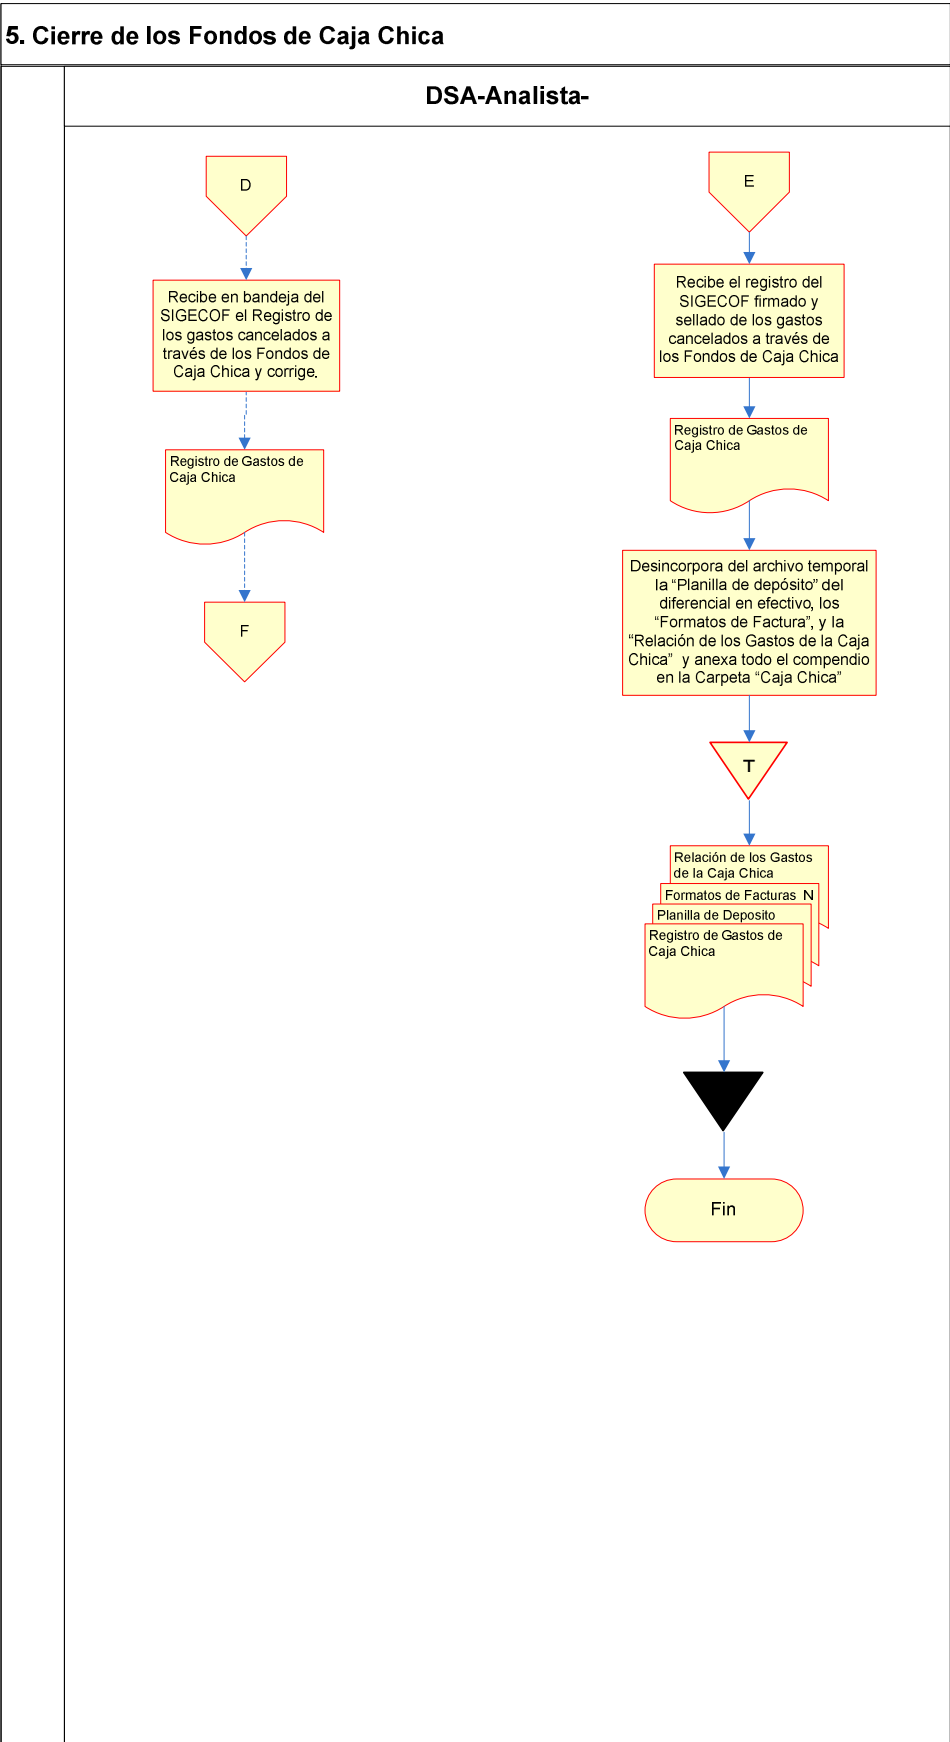 5. Cierre de los Fondos de Caja Chica
DSA-Analista-
D
Recibe en bandeja del
SIGECOF el Registro de
los gastos cancelados a
través de los Fondos de
Caja Chica y corrige.
Registro de Gastos de
Caja Chica
F
E
Recibe el registro del
SIGECOF firmado y
sellado de los gastos
cancelados a través de
los Fondos de Caja Chica
Registro de Gastos de
Caja Chica
Desincorpora del archivo temporal
la “Planilla de depósito” del
diferencial en efectivo, los
“Formatos de Factura”, y la
“Relación de los Gastos de la Caja
Chica” y anexa todo el compendio
en la Carpeta “Caja Chica”
T
Relación de los Gastos
de la Caja Chica
Formatos de Facturas N
Planilla de Deposito
Registro de Gastos de
Caja Chica
Fin